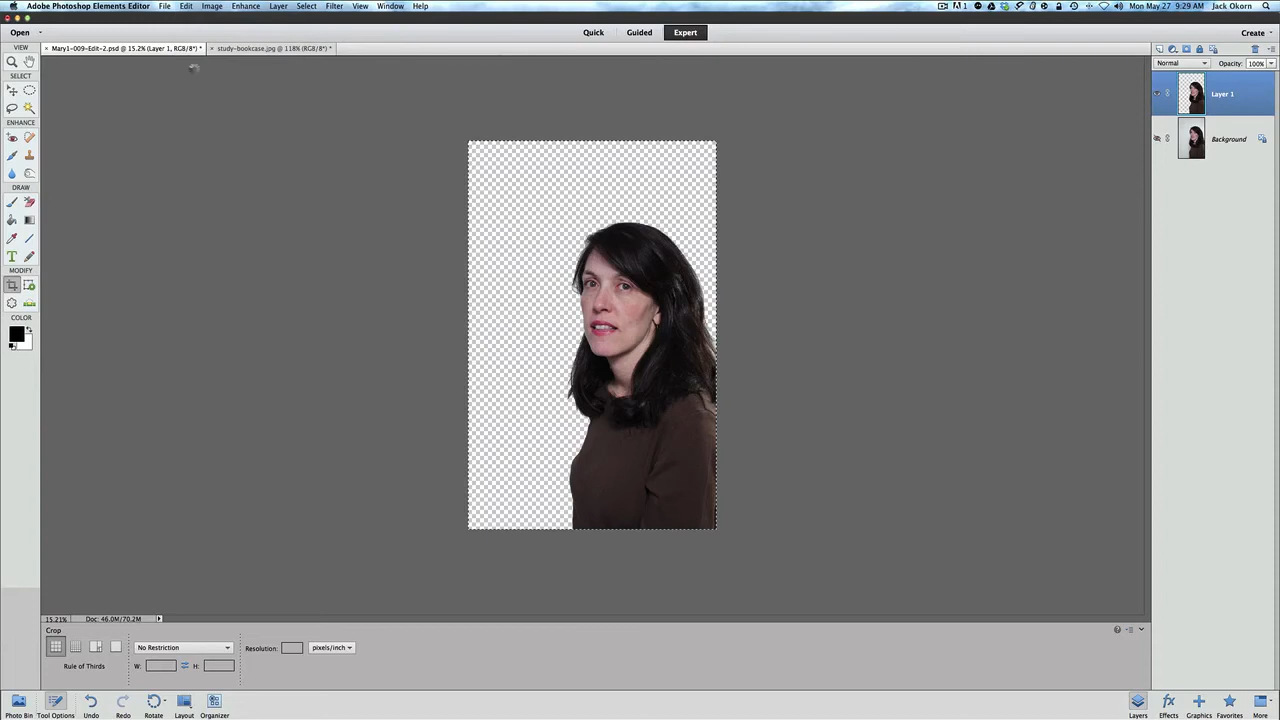 Adobe Photoshop Elements Editor File Edit Image Enhance Layer Select Filter View Window Help 1 Mon May 27 9:29 AM Jack Okorn
Open Quick Guided Expert Create
VIEW × Mary1-009-Edit-2.psd @ 15.2% (Layer 1, RGB/8*) * × study-bookcase.jpg @ 118% (RGB/8*) *
Normal Opacity: 100%
SELECT
Layer 1
ENHANCE
Background
DRAW
T
MODIFY
COLOR
15.21% Doc: 46.0M/70.2M
Crop
No Restriction Resolution: pixels/inch
Rule of Thirds W: H:
Photo Bin Tool Options Undo Redo Rotate Layout Organizer Layers Effects Graphics Favorites More